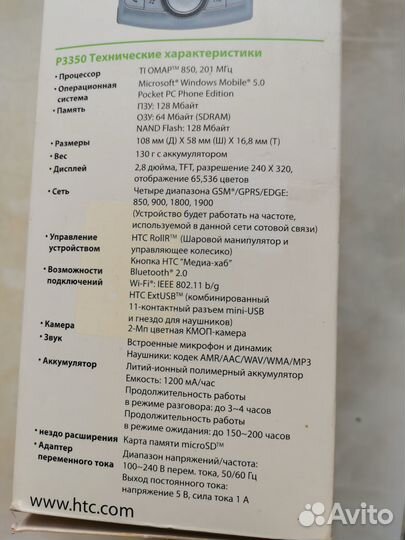 P3350 Технические характеристики
• Процессор TI OMAP™ 850, 201 МГц
• Операционная система Microsoft® Windows Mobile® 5.0
Pocket PC Phone Edition
• Память ПЗУ: 128 Мбайт
ОЗУ: 64 Мбайт (SDRAM)
NAND Flash: 128 Мбайт
• Размеры 108 мм (Д) X 58 мм (Ш) X 16,8 мм (Т)
• Вес 130 г с аккумулятором
• Дисплей 2,8 дюйма, TFT, разрешение 240 X 320,
отображение 65,536 цветов
• Сеть Четыре диапазона GSM®/GPRS/EDGE:
850, 900, 1800, 1900
(Устройство будет работать на частоте,
используемой в данной сети сотовой связи)
• Управление устройством HTC RollR™ (Шаровой манипулятор и
управляющее колесико)
Кнопка HTC "Медиа-хаб"
• Возможности подключений Bluetooth® 2.0
Wi-Fi®: IEEE 802.11 b/g
HTC ExtUSB™ (комбинированный
11-контактный разъем mini-USB
и гнездо для наушников)
• Камера 2-Мп цветная КМОП-камера
• Звук Встроенные микрофон и динамик
Наушники: кодек AMR/AAC/WAV/WMA/MP3
• Аккумулятор Литий-ионный полимерный аккумулятор
Емкость: 1200 мА/час
Продолжительность работы
в режиме разговора: до 3~4 часов
Продолжительность работы
в режиме ожидания: до 150~200 часов
• нездо расширения Карта памяти microSD™
• Адаптер переменного тока Диапазон напряжений/частота:
100~240 В перем. тока, 50/60 Гц
Выход постоянного тока:
напряжение 5 В, сила тока 1 А
www.htc.com
Avito